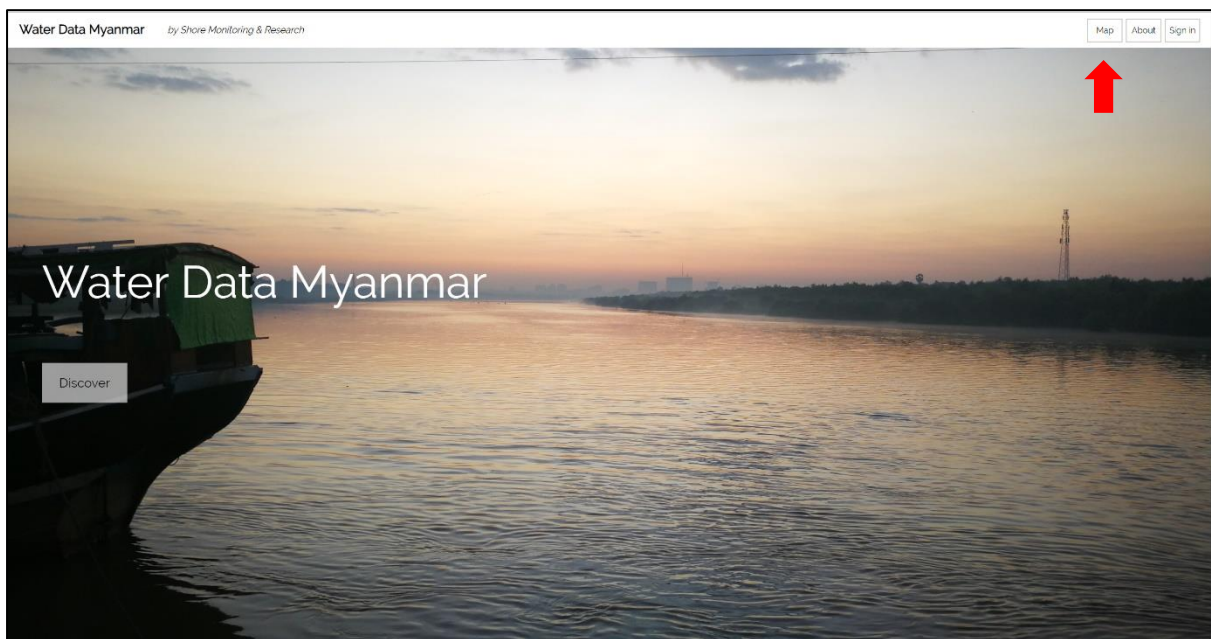 Water Data Myanmar by Shore Monitoring & Research Map About Sign in
Water Data Myanmar
Discover